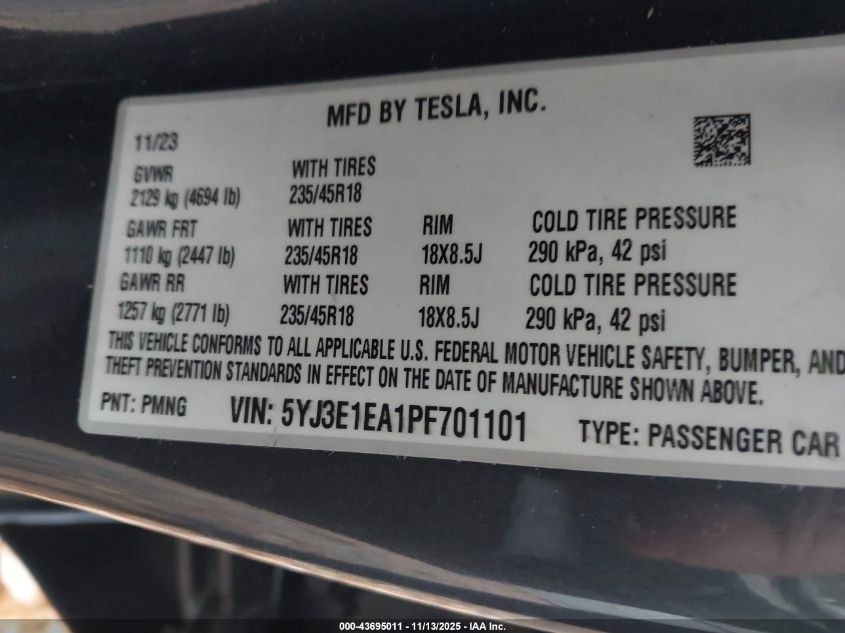 MFD BY TESLA, INC.
11/23
GVWR WITH TIRES
2129 kg (4694 lb) 235/45R18
GAWR FRT WITH TIRES RIM COLD TIRE PRESSURE
1110 kg (2447 lb) 235/45R18 18X8.5J 290 kPa, 42 psi
GAWR RR WITH TIRES RIM COLD TIRE PRESSURE
1257 kg (2771 lb) 235/45R18 18X8.5J 290 kPa, 42 psi
THIS VEHICLE CONFORMS TO ALL APPLICABLE U.S. FEDERAL MOTOR VEHICLE SAFETY, BUMPER, AND
THEFT PREVENTION STANDARDS IN EFFECT ON THE DATE OF MANUFACTURE SHOWN ABOVE.
PNT: PMNG VIN: 5YJ3E1EA1PF701101 TYPE: PASSENGER CAR
000-43695011 - 11/13/2025 - IAA Inc.